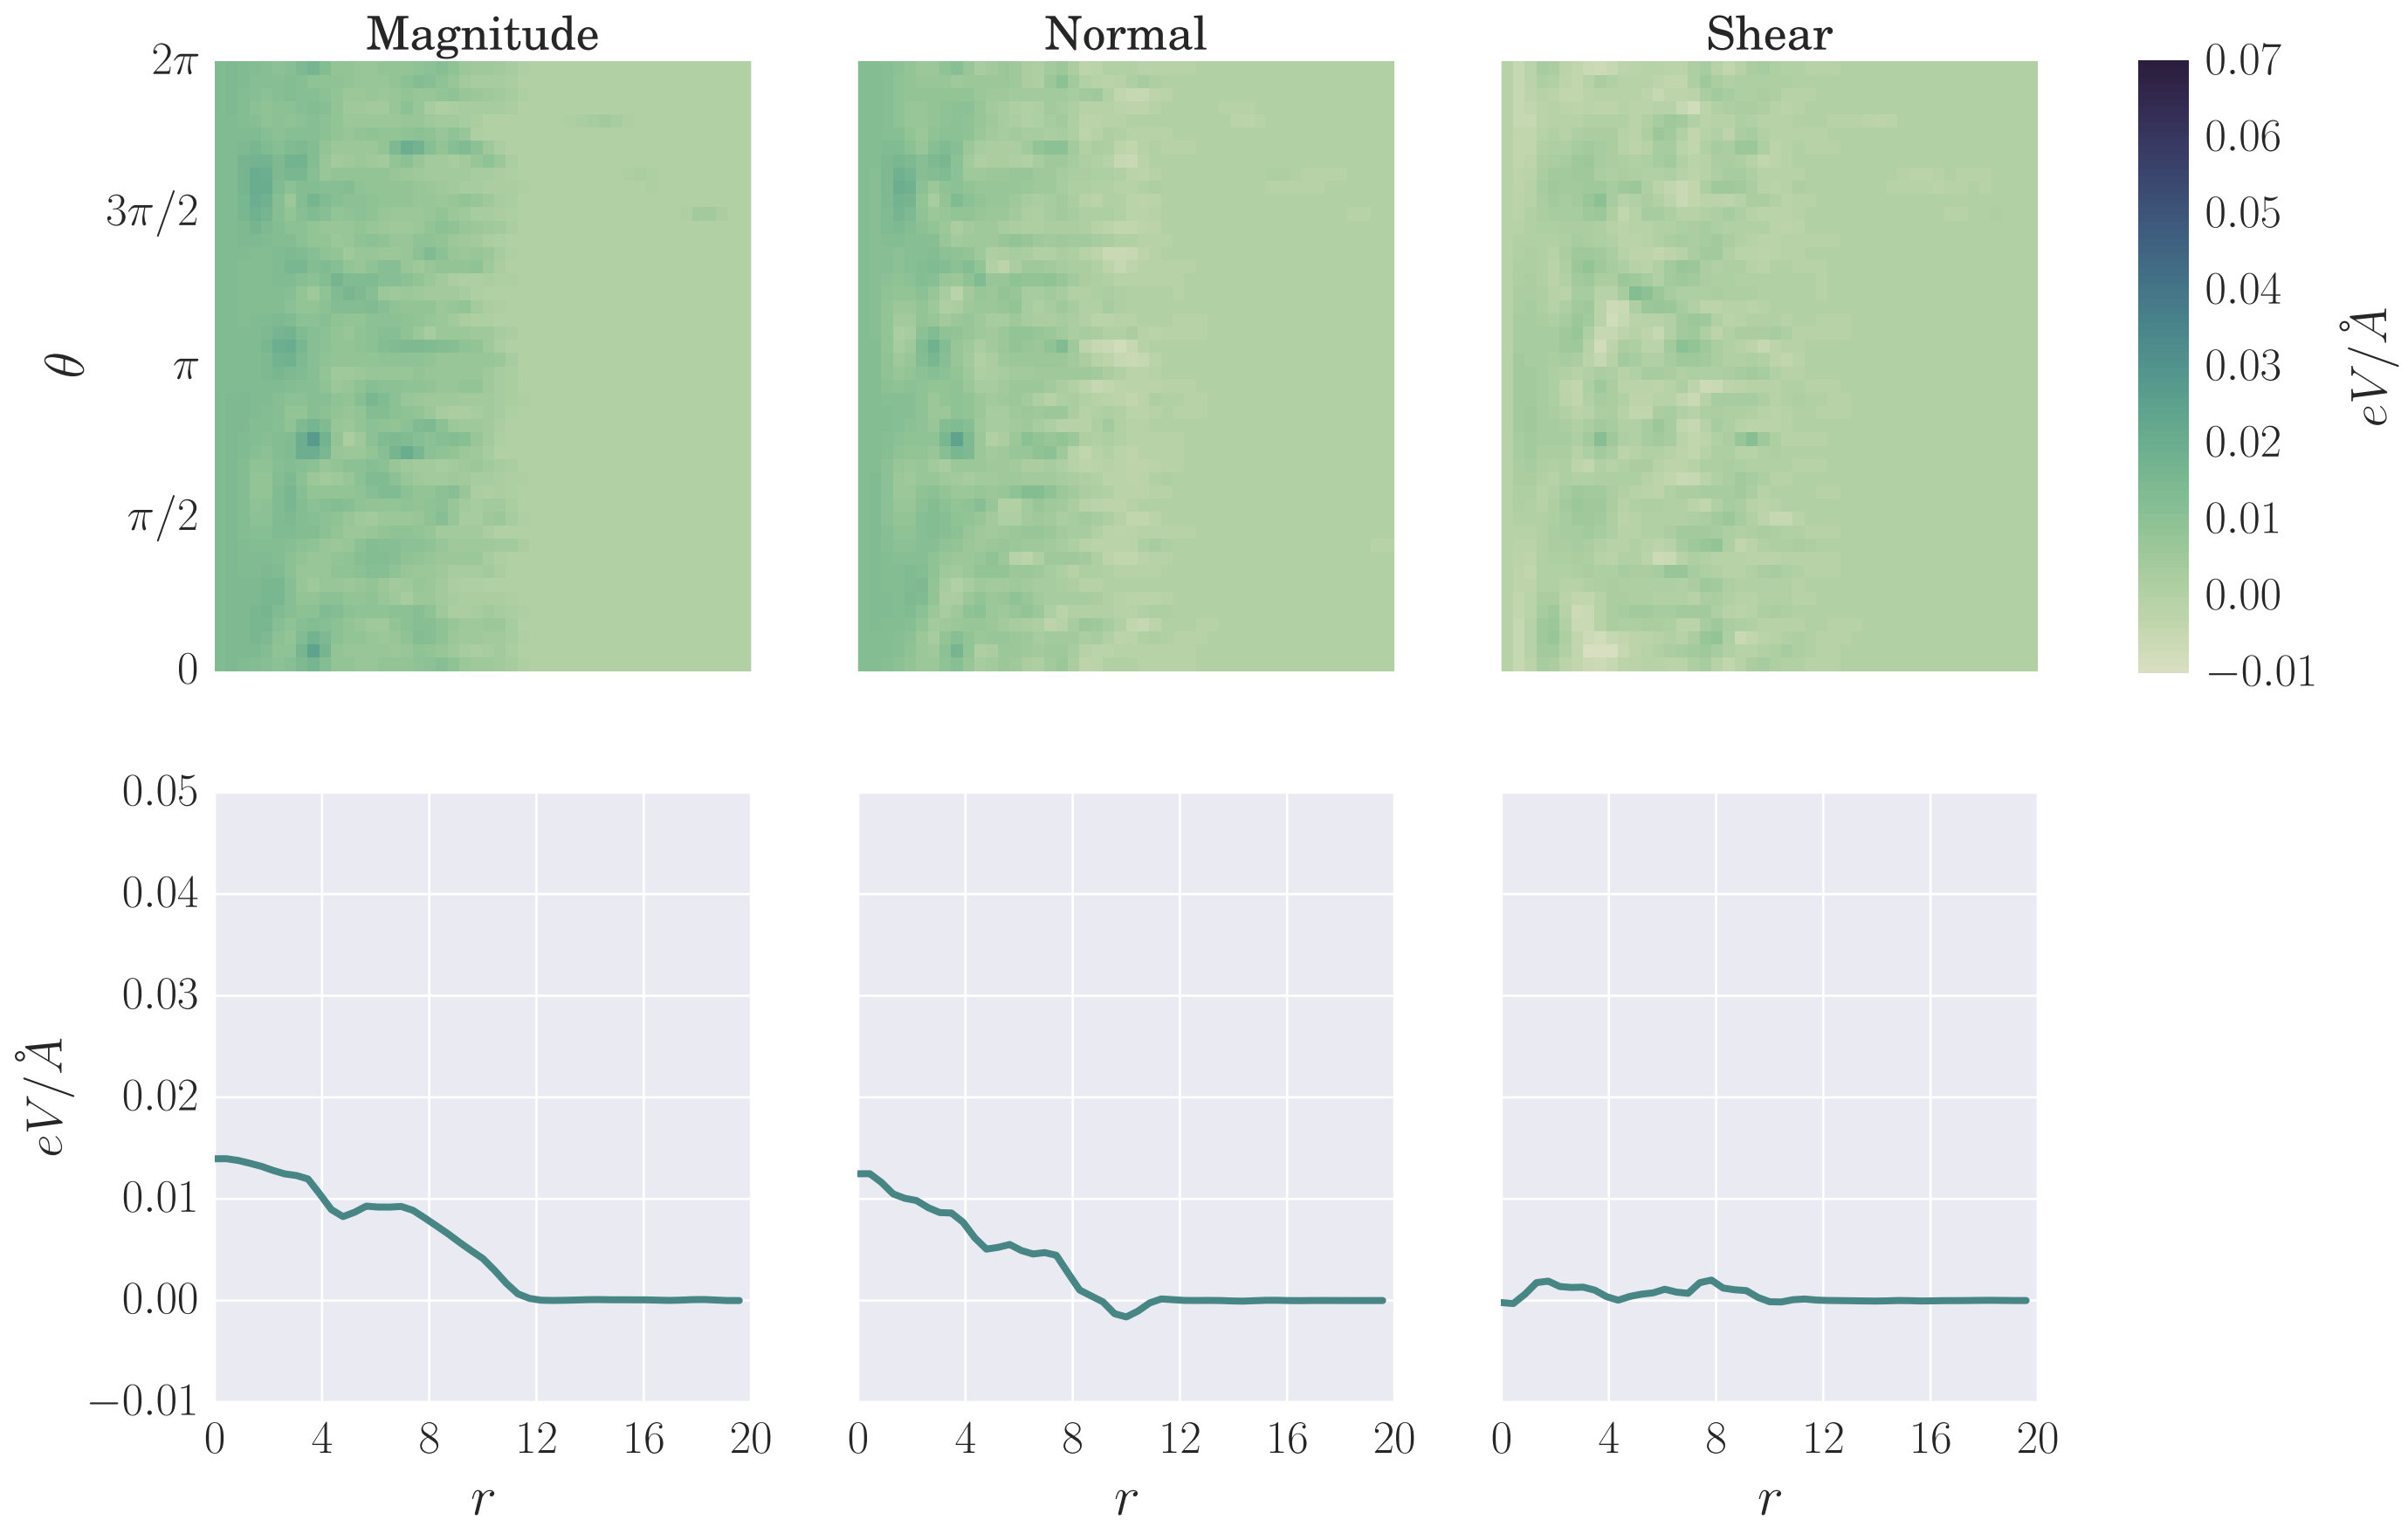 Magnitude Normal Shear
2π
3π/2
π
π/2
0
θ
0.07
0.06
0.05
0.04
0.03
0.02
0.01
0.00
−0.01
eV/Å
0.05
0.04
0.03
0.02
0.01
0.00
−0.01
eV/Å
0 4 8 12 16 20 0 4 8 12 16 20 0 4 8 12 16 20
r r r